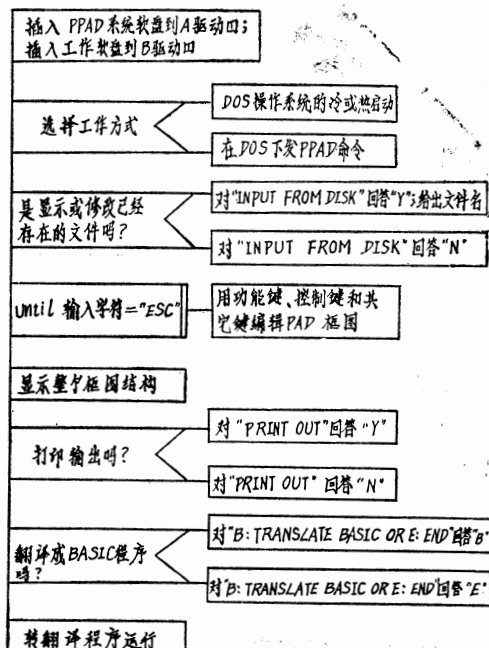 插入 PPAD系统软盘到A驱动口;
插入工作软盘到B驱动口
选择工作方式
DOS操作系统的冷或热启动
在DOS下发PPAD命令
是显示或修改已经
存在的文件吗?
对"INPUT FROM DISK"回答"Y";给出文件名
对"INPUT FROM DISK"回答"N"
until 输入字符="ESC"
用功能键、控制键和其
它键编辑PAD 框图
显示整个框图结构
打印输出吗?
对"PRINT OUT"回答"Y"
对"PRINT OUT" 回答"N"
翻译成BASIC程序
吗?
对"B: TRANSLATE BASIC OR E: END"回答"B"
对"B: TRANSLATE BASIC OR E: END"回答"E"
转翻译程序运行